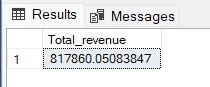 Results Messages
Total_revenue
1 817860.05083847